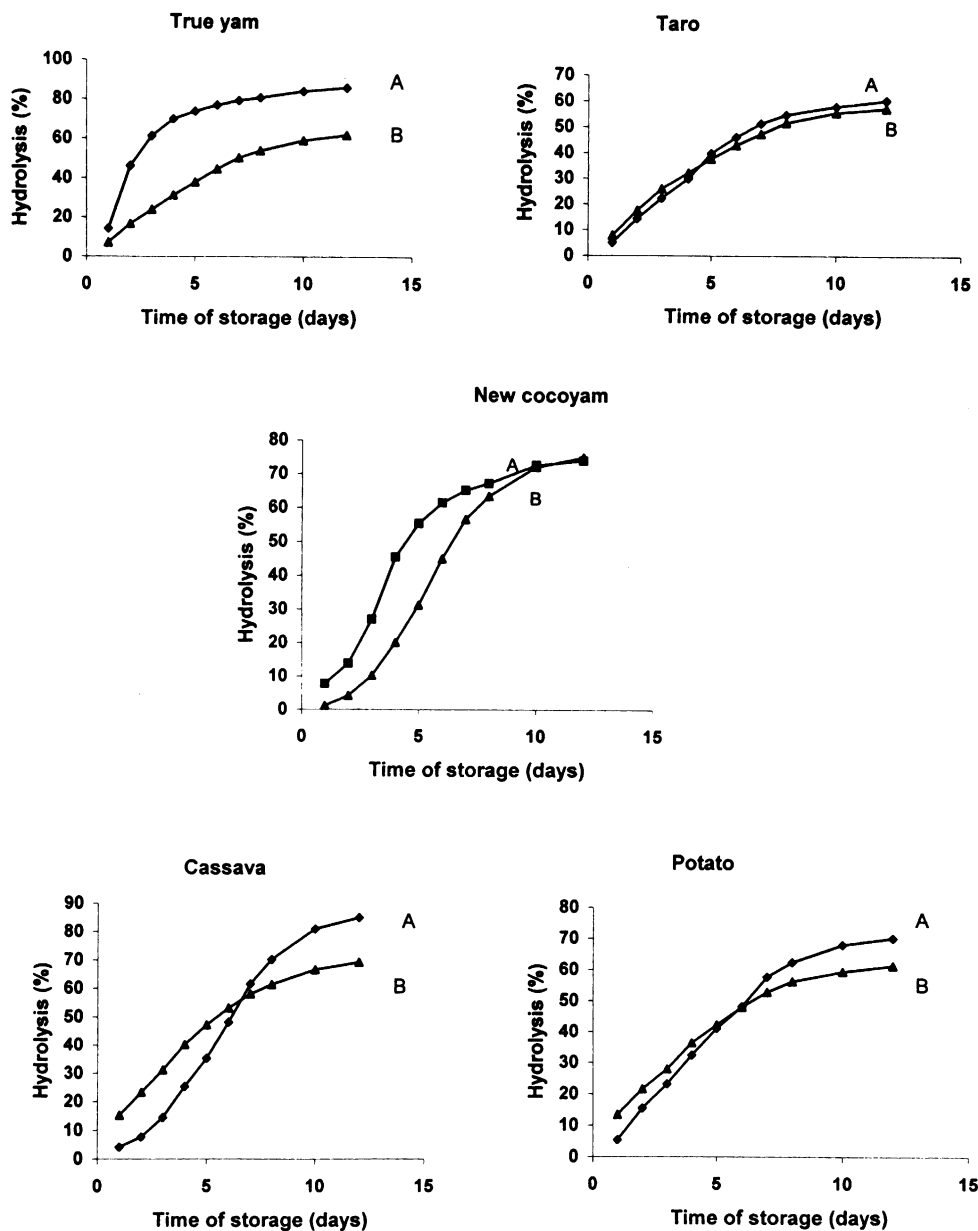 True yam
100
80
60
40
20
0
Hydrolysis (%)
A
B
0 5 10 15
Time of storage (days)
Taro
70
60
50
40
30
20
10
0
Hydrolysis (%)
A
B
0 5 10 15
Time of storage (days)
New cocoyam
80
70
60
50
40
30
20
10
0
Hydrolysis (%)
A
B
0 5 10 15
Time of storage (days)
Cassava
90
80
70
60
50
40
30
20
10
0
Hydrolysis (%)
A
B
0 5 10 15
Time of storage (days)
Potato
80
70
60
50
40
30
20
10
0
Hydrolysis (%)
A
B
0 5 10 15
Time of storage (days)